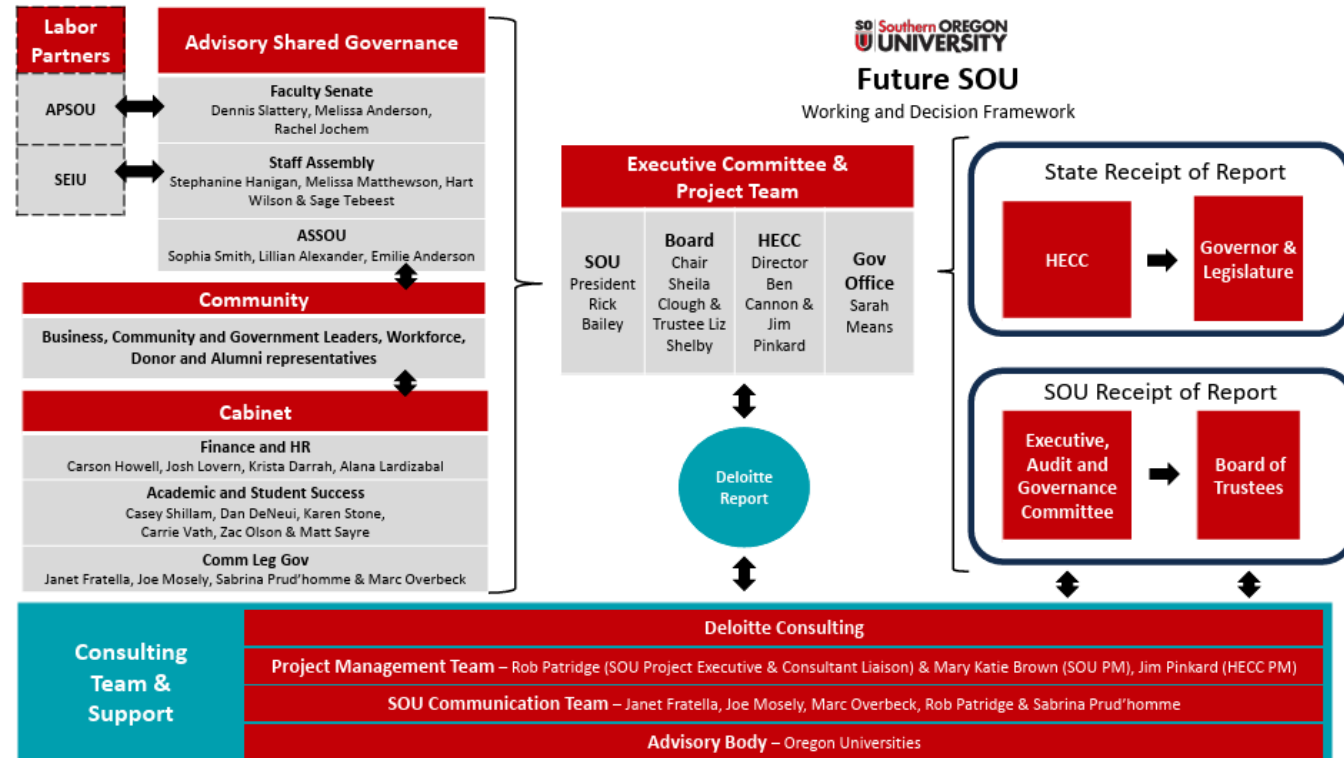 Labor
Partners
APSOU
SEIU
Advisory Shared Governance
Faculty Senate
Dennis Slattery, Melissa Anderson,
Rachel Jochem
Staff Assembly
Stephanine Hanigan, Melissa Matthewson, Hart
Wilson & Sage Tebeest
ASSOU
Sophia Smith, Lillian Alexander, Emilie Anderson
Community
Business, Community and Government Leaders, Workforce,
Donor and Alumni representatives
Cabinet
Finance and HR
Carson Howell, Josh Lovern, Krista Darrah, Alana Lardizabal
Academic and Student Success
Casey Shillam, Dan DeNeui, Karen Stone,
Carrie Vath, Zac Olson & Matt Sayre
Comm Leg Gov
Janet Fratella, Joe Mosely, Sabrina Prud'homme & Marc Overbeck
SO
U
Southern OREGON
UNIVERSITY
Future SOU
Working and Decision Framework
Executive Committee &
Project Team
SOU
President
Rick
Bailey
Board
Chair
Sheila
Clough &
Trustee Liz
Shelby
HECC
Director
Ben
Cannon &
Jim
Pinkard
Gov
Office
Sarah
Means
Deloitte
Report
State Receipt of Report
HECC
Governor &
Legislature
SOU Receipt of Report
Executive,
Audit and
Governance
Committee
Board of
Trustees
Consulting
Team &
Support
Deloitte Consulting
Project Management Team – Rob Patridge (SOU Project Executive & Consultant Liaison) & Mary Katie Brown (SOU PM), Jim Pinkard (HECC PM)
SOU Communication Team – Janet Fratella, Joe Mosely, Marc Overbeck, Rob Patridge & Sabrina Prud'homme
Advisory Body – Oregon Universities